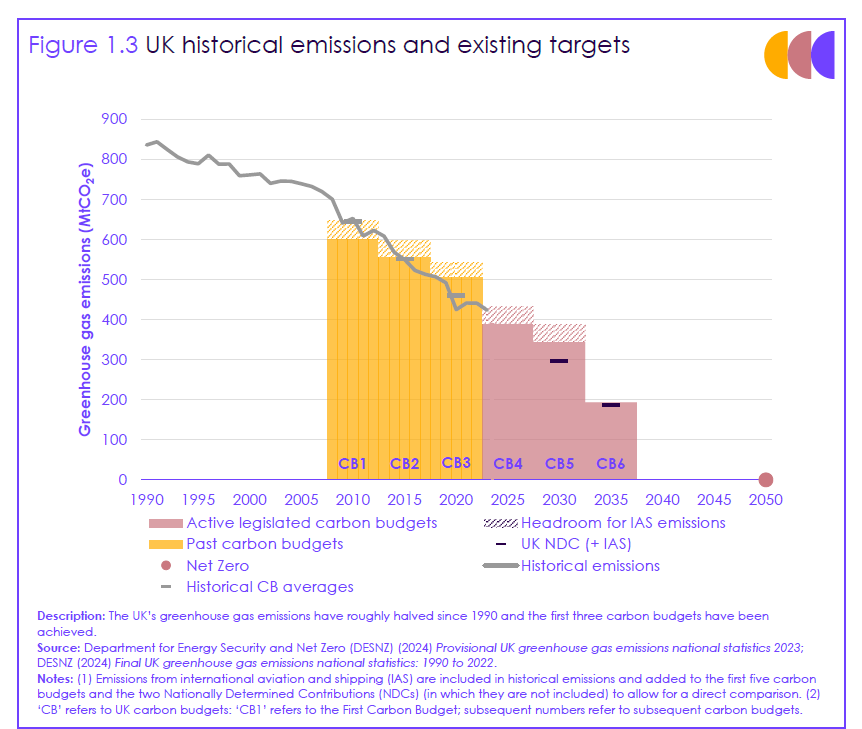 Figure 1.3 UK historical emissions and existing targets
Greenhouse gas emissions (MtCO₂e)
900
800
700
600
500
400
300
200
100
0
CB1 CB2 CB3 CB4 CB5 CB6
1990 1995 2000 2005 2010 2015 2020 2025 2030 2035 2040 2045 2050
Active legislated carbon budgets Headroom for IAS emissions
Past carbon budgets UK NDC (+ IAS)
Net Zero Historical emissions
Historical CB averages
Description: The UK's greenhouse gas emissions have roughly halved since 1990 and the first three carbon budgets have been
achieved.
Source: Department for Energy Security and Net Zero (DESNZ) (2024) Provisional UK greenhouse gas emissions national statistics 2023;
DESNZ (2024) Final UK greenhouse gas emissions national statistics: 1990 to 2022.
Notes: (1) Emissions from international aviation and shipping (IAS) are included in historical emissions and added to the first five carbon
budgets and the two Nationally Determined Contributions (NDCs) (in which they are not included) to allow for a direct comparison. (2)
'CB' refers to UK carbon budgets: 'CB1' refers to the First Carbon Budget; subsequent numbers refer to subsequent carbon budgets.